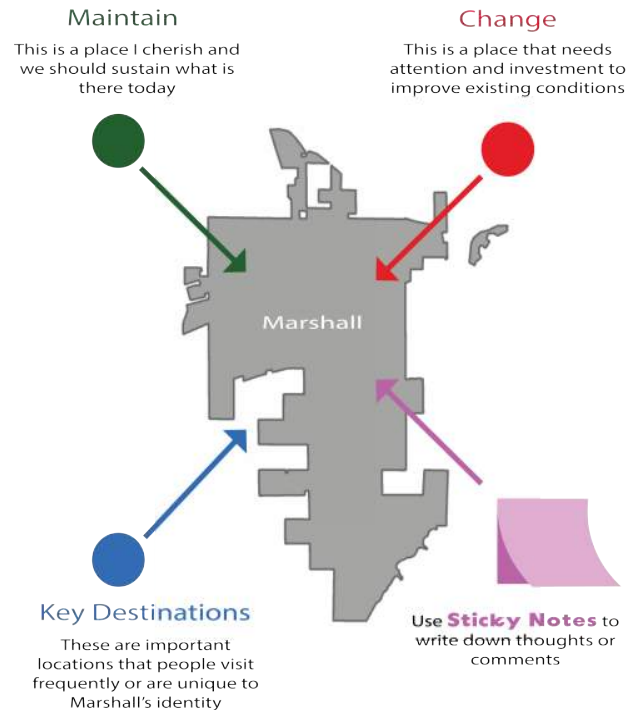 Maintain
This is a place I cherish and
we should sustain what is
there today
Change
This is a place that needs
attention and investment to
improve existing conditions
Marshall
Key Destinations
These are important
locations that people visit
frequently or are unique to
Marshall's identity
Use Sticky Notes to
write down thoughts or
comments